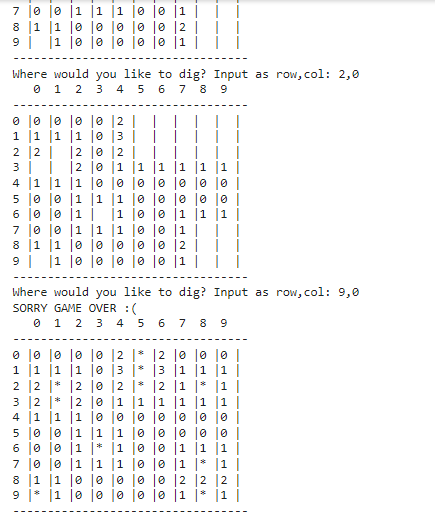 7 |0 |0 |1 |1 |1 |0 |0 |1 |  |  |
8 |1 |1 |0 |0 |0 |0 |0 |2 |  |  |
9 |  |1 |0 |0 |0 |0 |0 |1 |  |  |
---------------------------------
Where would you like to dig? Input as row,col: 2,0
   0  1  2  3  4  5  6  7  8  9
---------------------------------
0 |0 |0 |0 |0 |2 |  |  |  |  |  |
1 |1 |1 |1 |0 |3 |  |  |  |  |  |
2 |2 |  |2 |0 |2 |  |  |  |  |  |
3 |  |  |2 |0 |1 |1 |1 |1 |1 |1 |
4 |1 |1 |1 |0 |0 |0 |0 |0 |0 |0 |
5 |0 |0 |1 |1 |1 |0 |0 |0 |0 |0 |
6 |0 |0 |1 |  |1 |0 |0 |1 |1 |1 |
7 |0 |0 |1 |1 |1 |0 |0 |1 |  |  |
8 |1 |1 |0 |0 |0 |0 |0 |2 |  |  |
9 |  |1 |0 |0 |0 |0 |0 |1 |  |  |
---------------------------------
Where would you like to dig? Input as row,col: 9,0
SORRY GAME OVER :(
   0  1  2  3  4  5  6  7  8  9
---------------------------------
0 |0 |0 |0 |0 |2 |* |2 |0 |0 |0 |
1 |1 |1 |1 |0 |3 |* |3 |1 |1 |1 |
2 |2 |* |2 |0 |2 |* |2 |1 |* |1 |
3 |2 |* |2 |0 |1 |1 |1 |1 |1 |1 |
4 |1 |1 |1 |0 |0 |0 |0 |0 |0 |0 |
5 |0 |0 |1 |1 |1 |0 |0 |0 |0 |0 |
6 |0 |0 |1 |* |1 |0 |0 |1 |1 |1 |
7 |0 |0 |1 |1 |1 |0 |0 |1 |* |1 |
8 |1 |1 |0 |0 |0 |0 |0 |2 |2 |2 |
9 |* |1 |0 |0 |0 |0 |0 |1 |* |1 |
---------------------------------